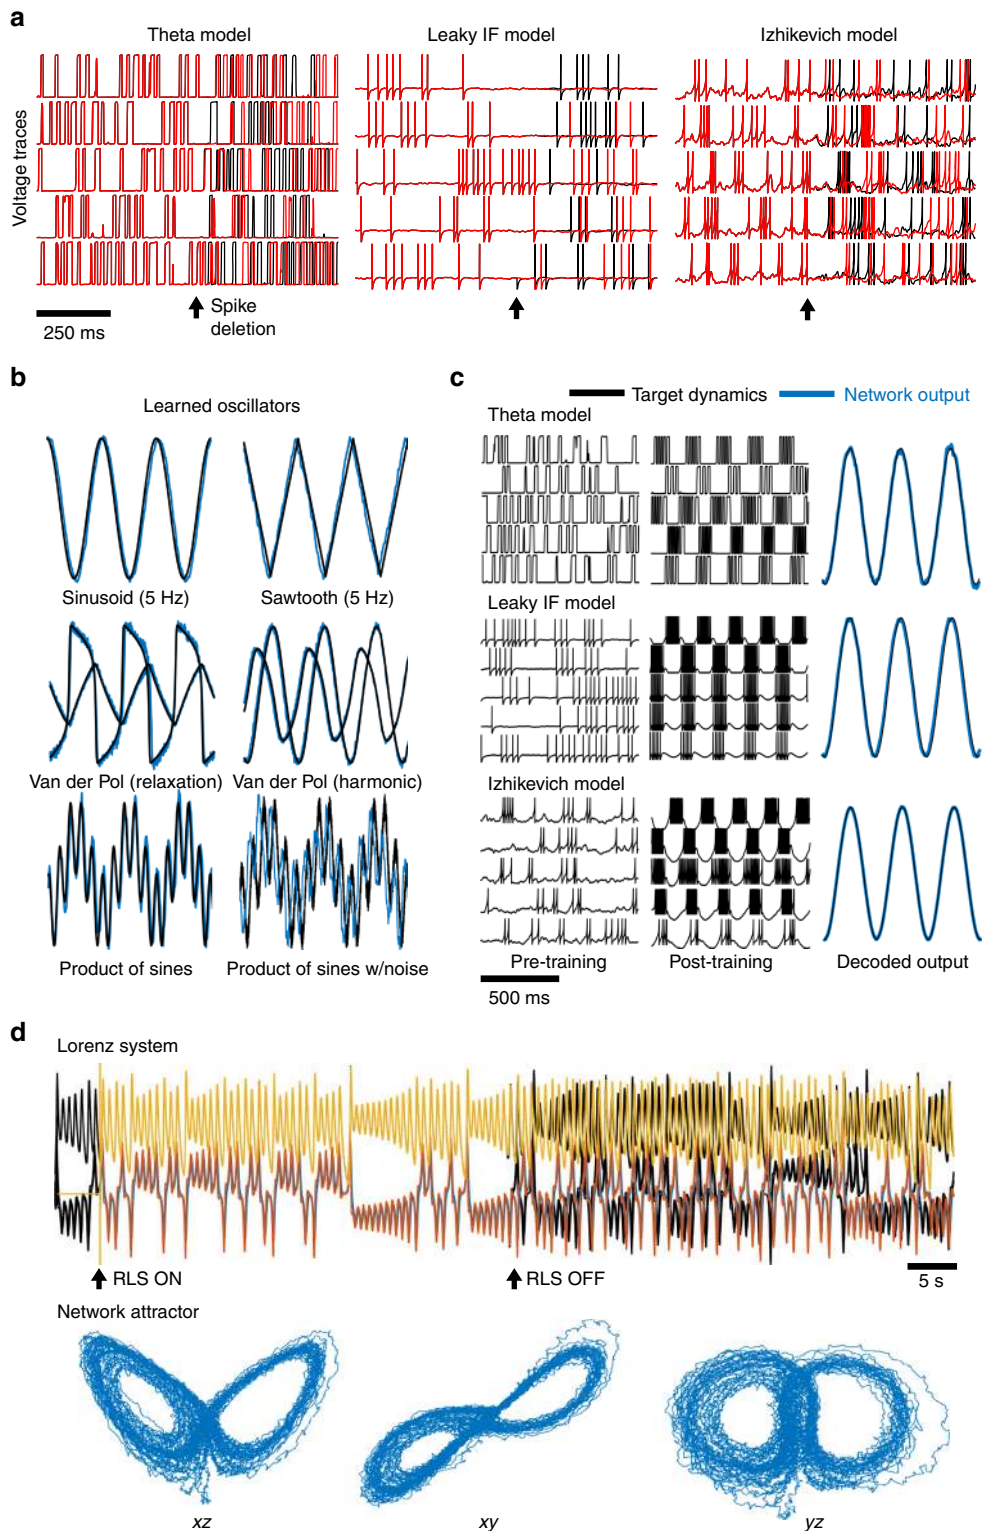 a
Theta model
Leaky IF model
Izhikevich model
Voltage traces
Spike
deletion
250 ms
b
Learned oscillators
Sinusoid (5 Hz)
Sawtooth (5 Hz)
Van der Pol (relaxation)
Van der Pol (harmonic)
Product of sines
Product of sines w/noise
c
Target dynamics
Network output
Theta model
Leaky IF model
Izhikevich model
Pre-training
Post-training
Decoded output
500 ms
d
Lorenz system
RLS ON
RLS OFF
5 s
Network attractor
xz
xy
yz